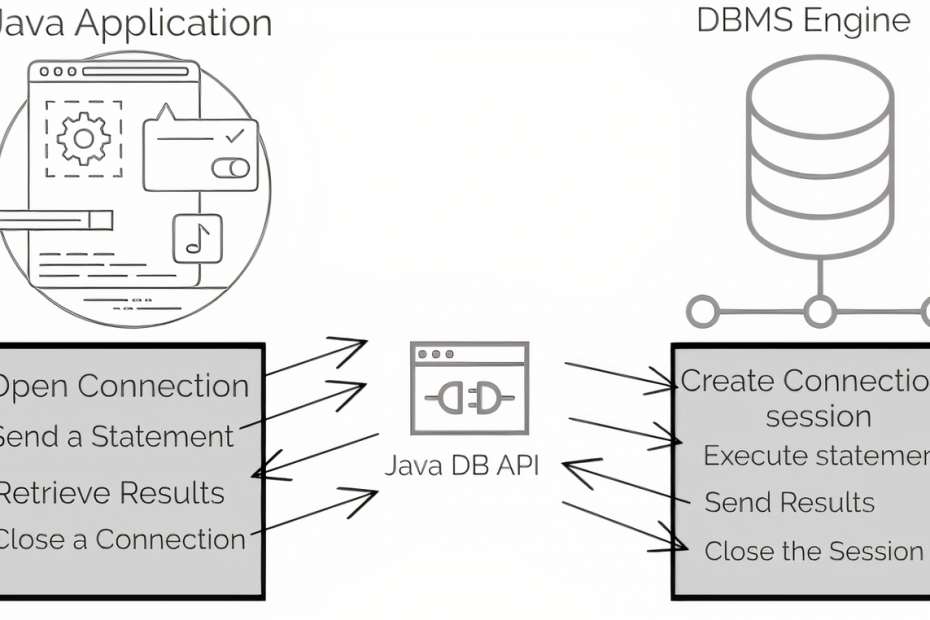 Java Application
DBMS Engine
Open Connection
Send a Statement
Retrieve Results
Close a Connection
Java DB API
Create Connectio
session
Execute statemen
Send Results
Close the Session